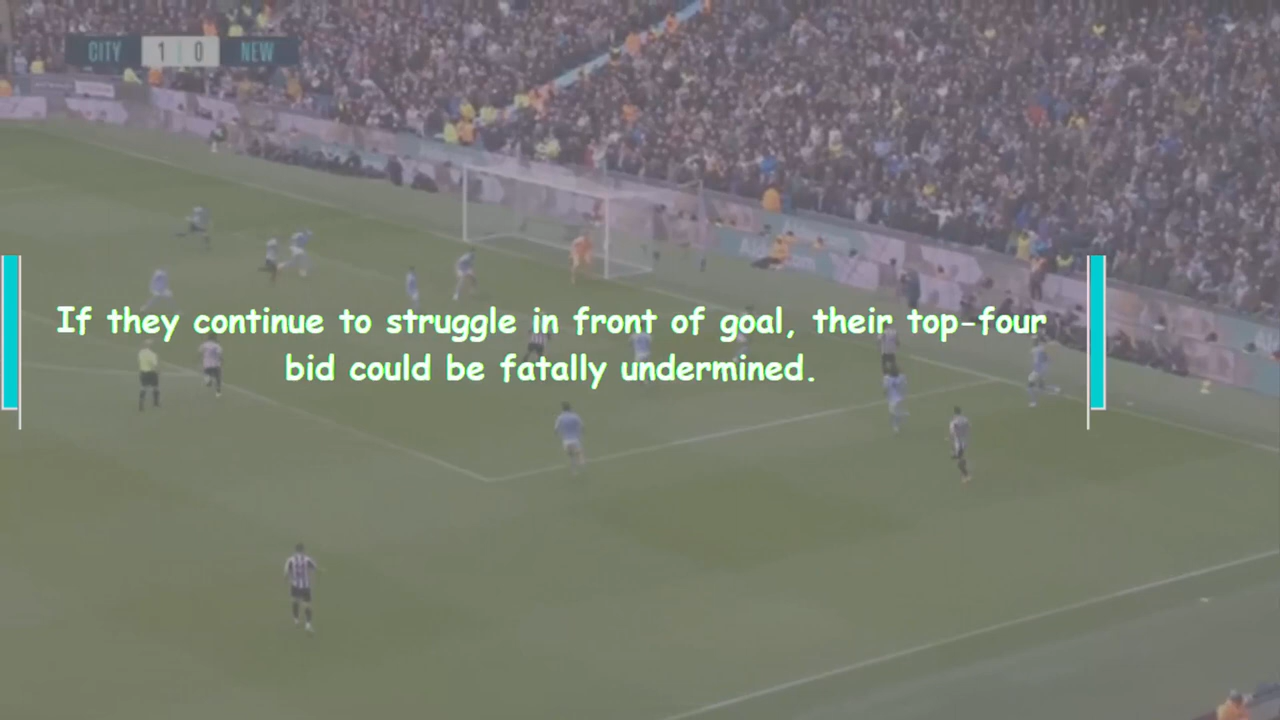 CITY 1 0 NEW
If they continue to struggle in front of goal, their top-four
bid could be fatally undermined.